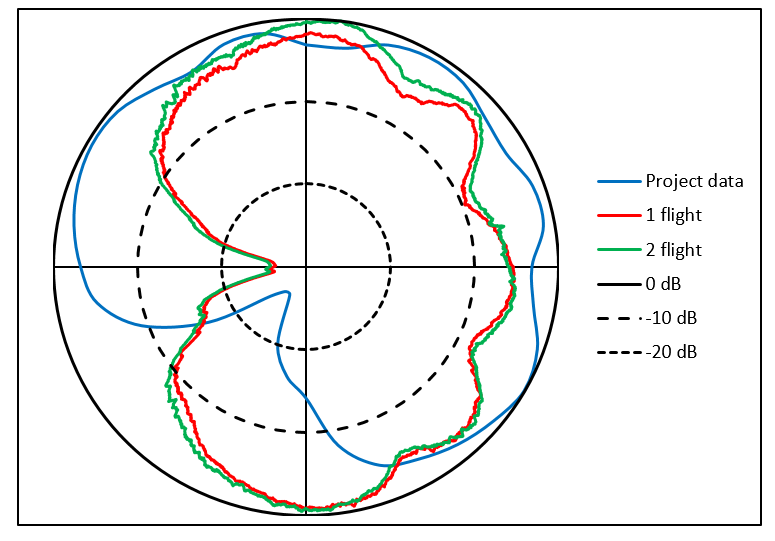 Project data
1 flight
2 flight
0 dB
-10 dB
-20 dB